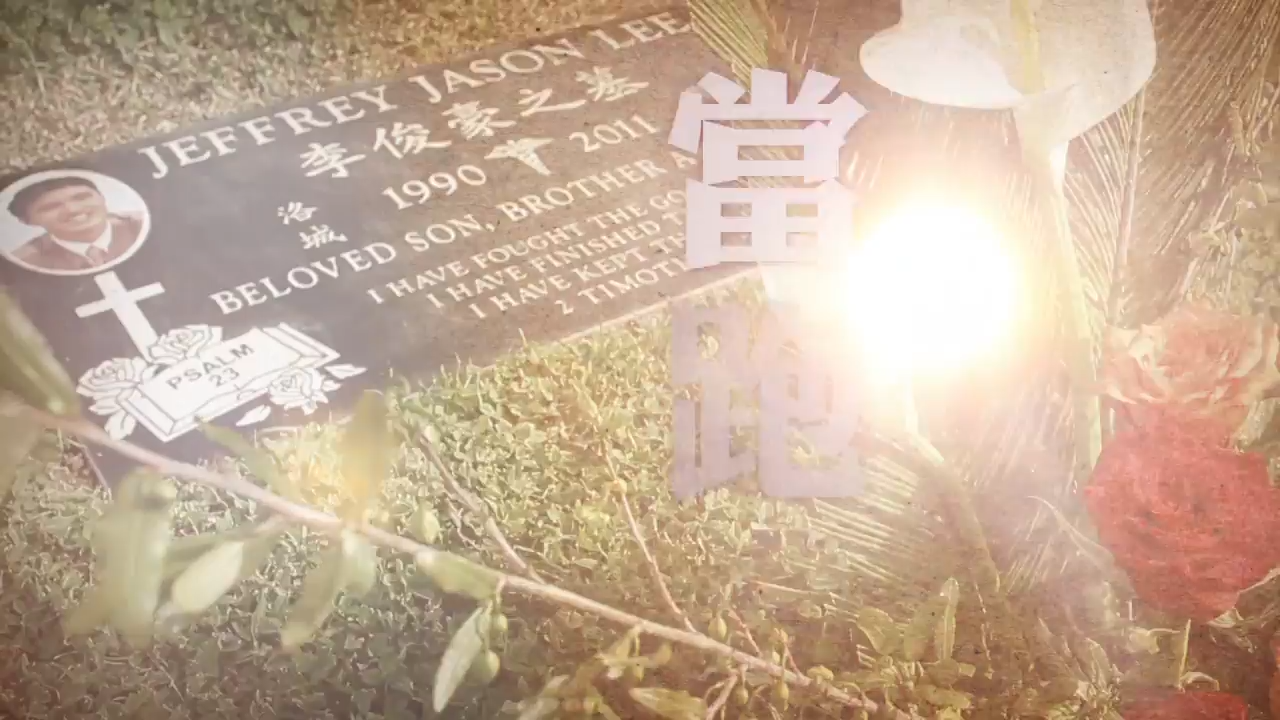 JEFFREY JASON LEE
李俊豪之墓
1990 2011
洛城
BELOVED SON, BROTHER A
I HAVE FOUGHT THE GO
I HAVE FINISHED T
I HAVE KEPT TH
2 TIMOT
PSALM
23
當